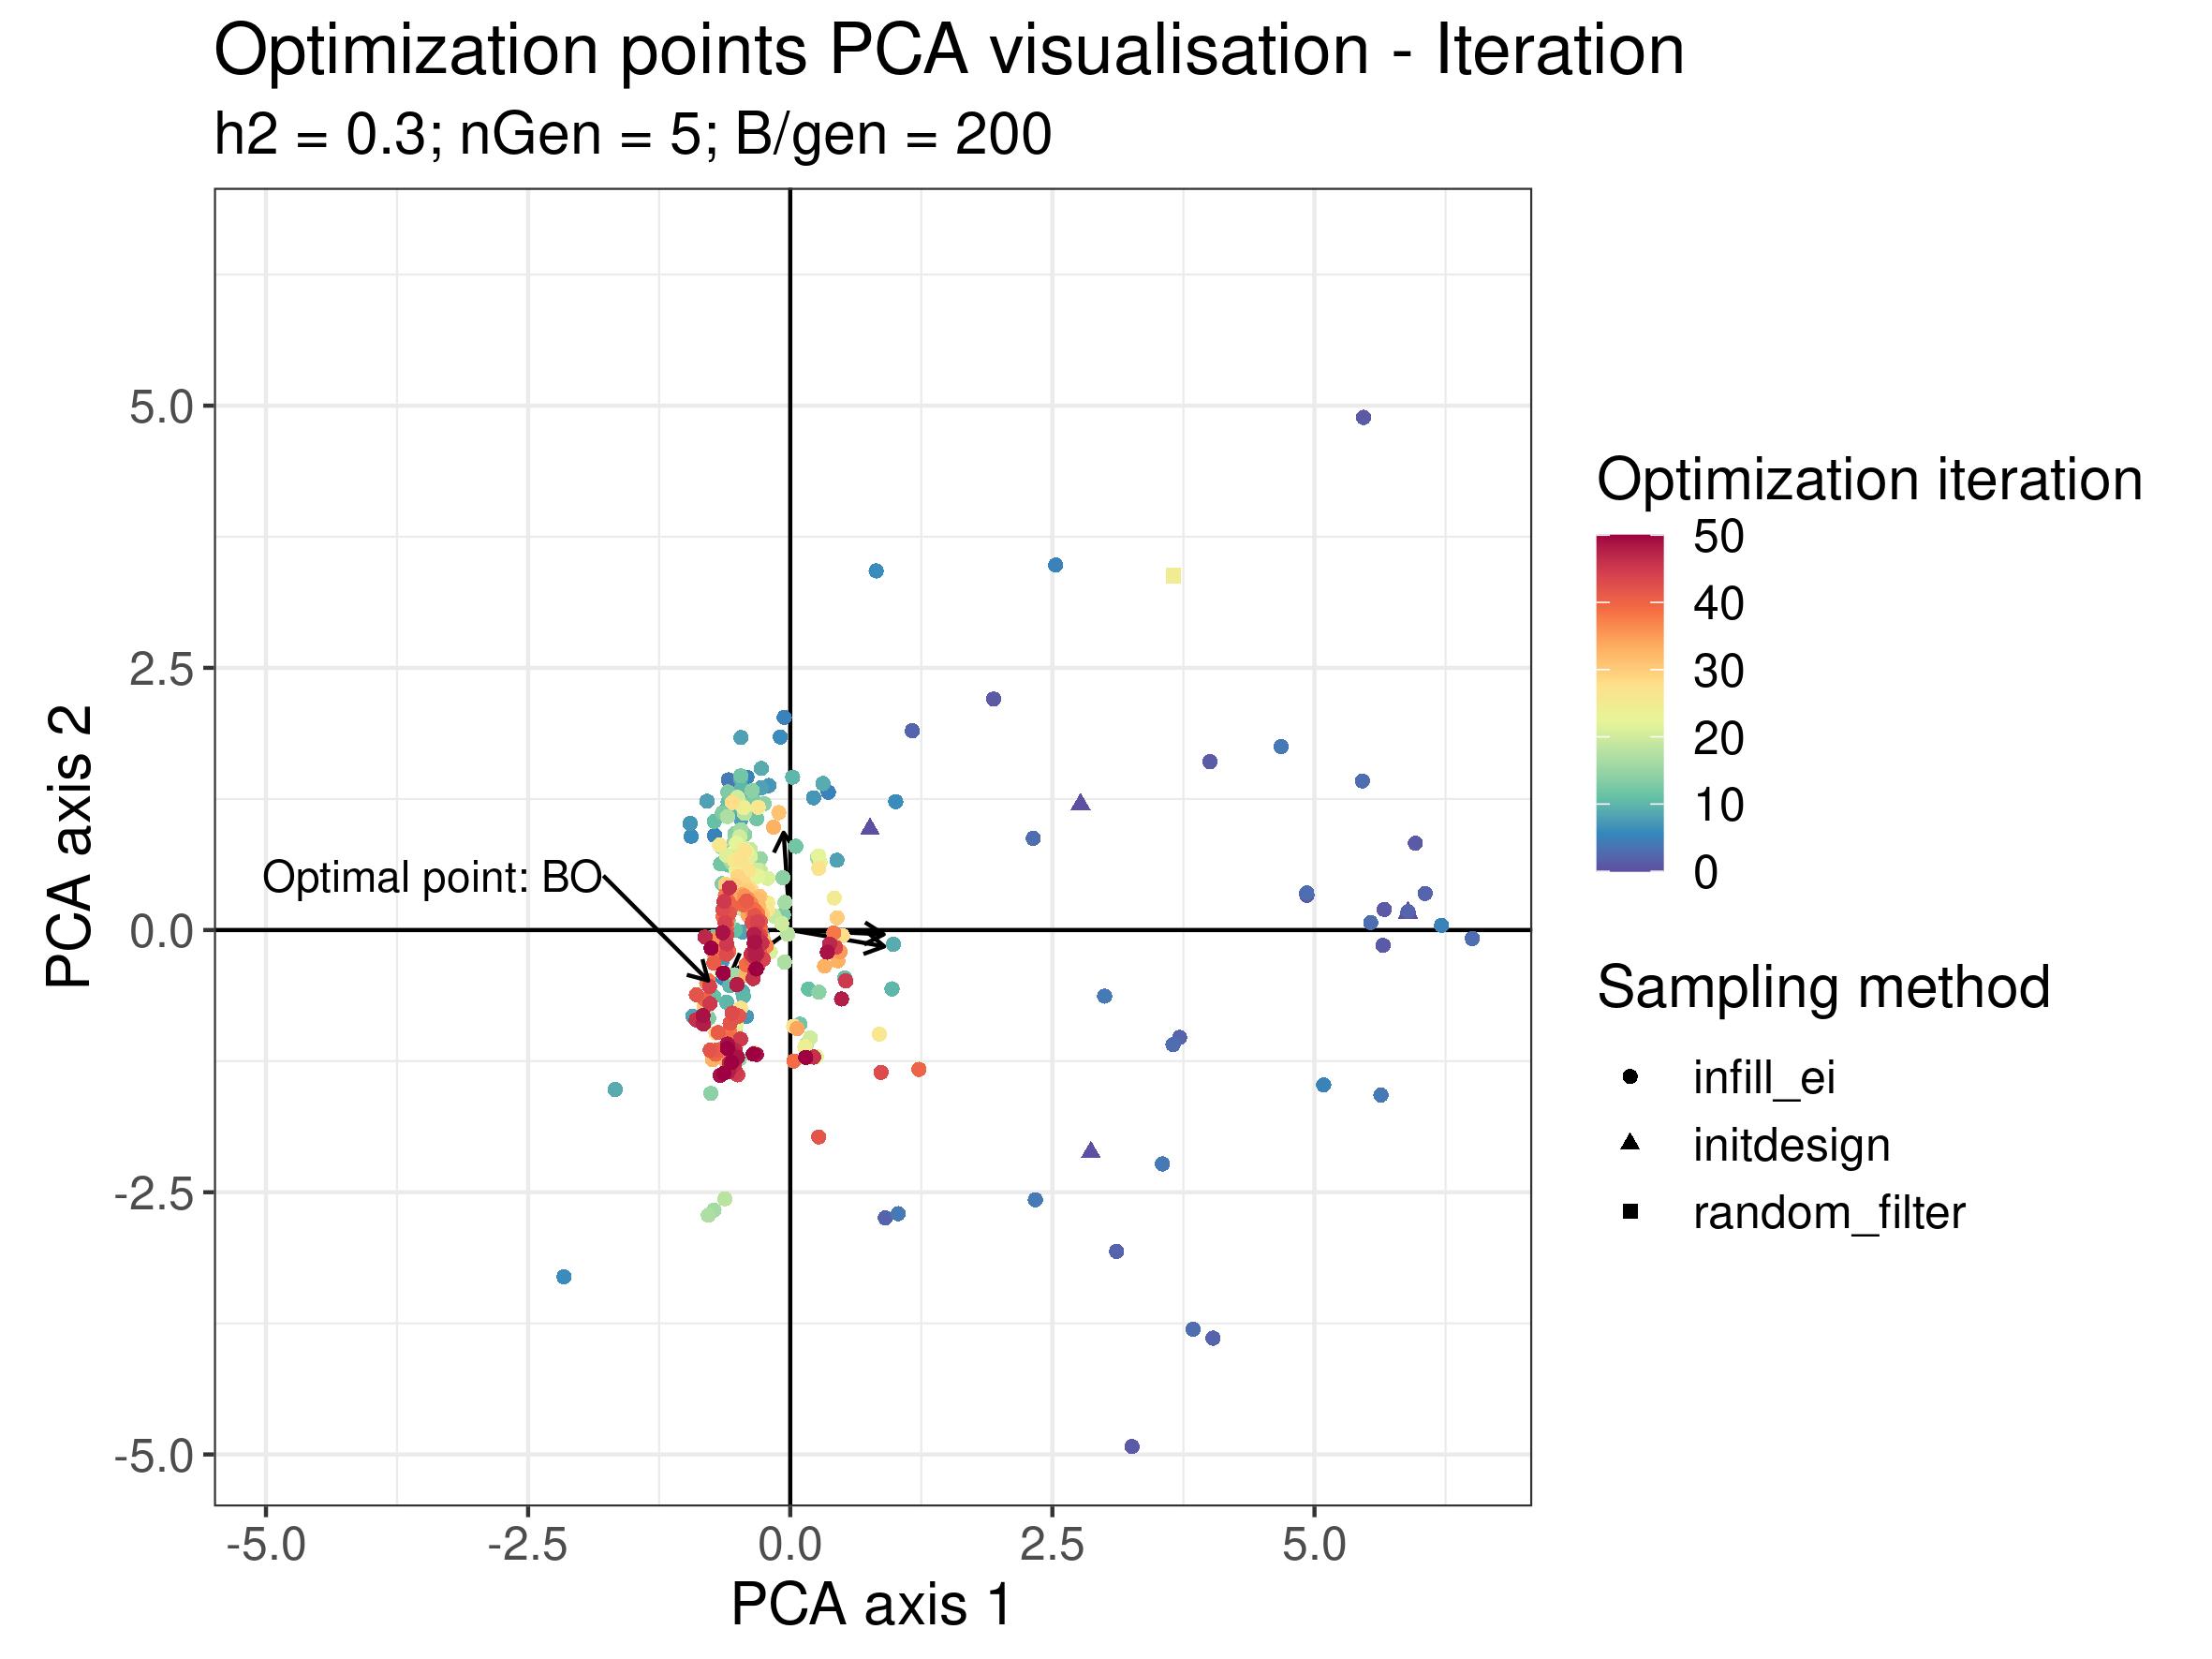 Optimization points PCA visualisation - Iteration
h2 = 0.3; nGen = 5; B/gen = 200
PCA axis 2
5.0
2.5
0.0
-2.5
-5.0
Optimal point: BO
-5.0
-2.5
0.0
2.5
5.0
PCA axis 1
Optimization iteration
50
40
30
20
10
0
Sampling method
infill_ei
initdesign
random_filter